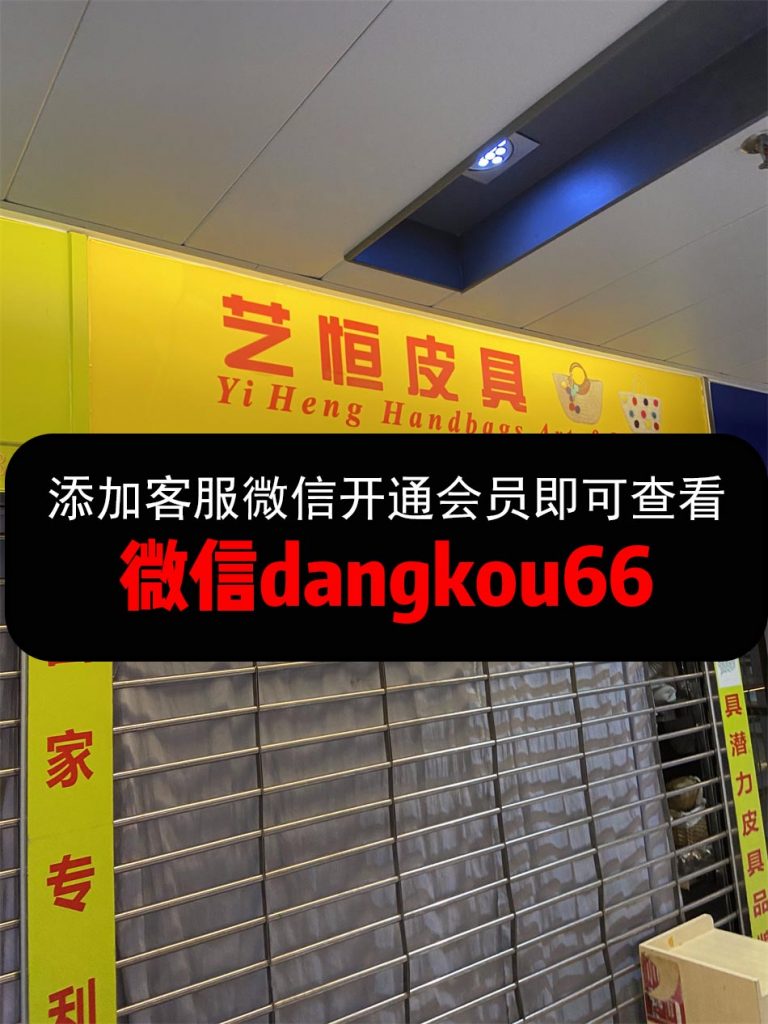 艺恒皮具
Yi Heng Handbags
添加客服微信开通会员即可查看
微信dangkou66
家专利
具潜力皮具品牌